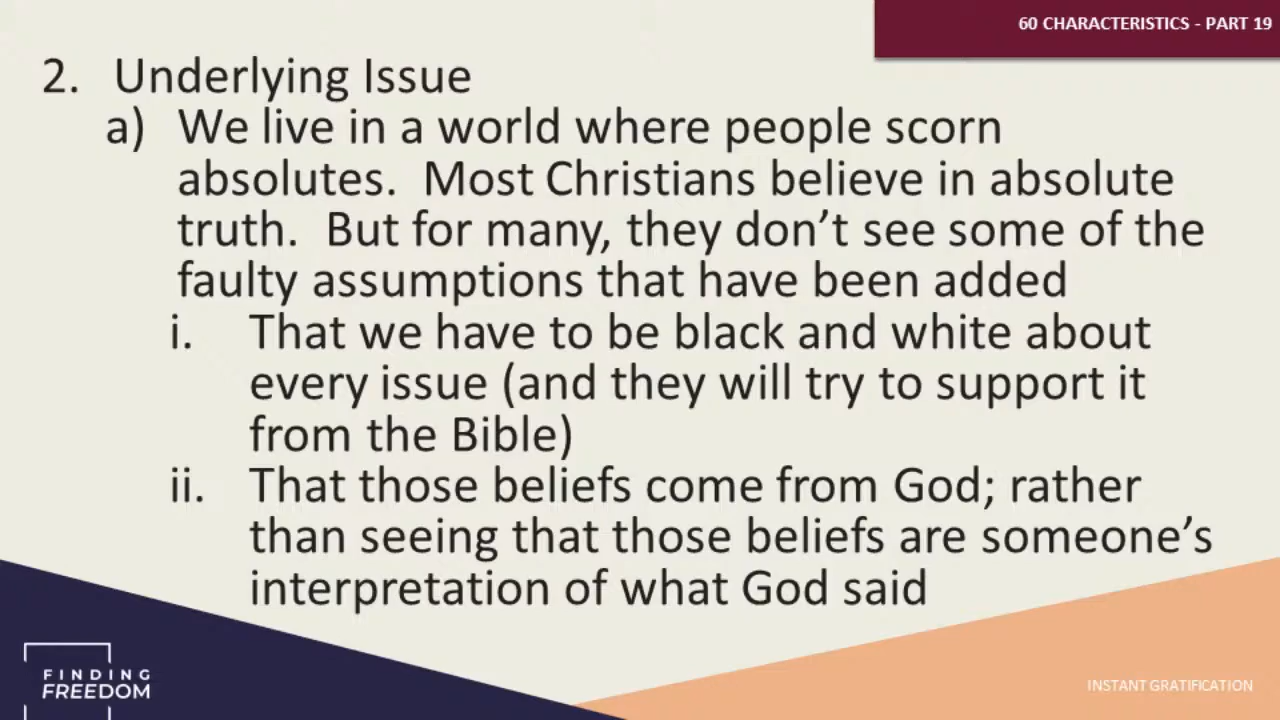 60 CHARACTERISTICS - PART 19
2. Underlying Issue
a) We live in a world where people scorn
absolutes. Most Christians believe in absolute
truth. But for many, they don’t see some of the
faulty assumptions that have been added
i. That we have to be black and white about
every issue (and they will try to support it
from the Bible)
ii. That those beliefs come from God; rather
than seeing that those beliefs are someone’s
interpretation of what God said
FINDING
FREEDOM
INSTANT GRATIFICATION